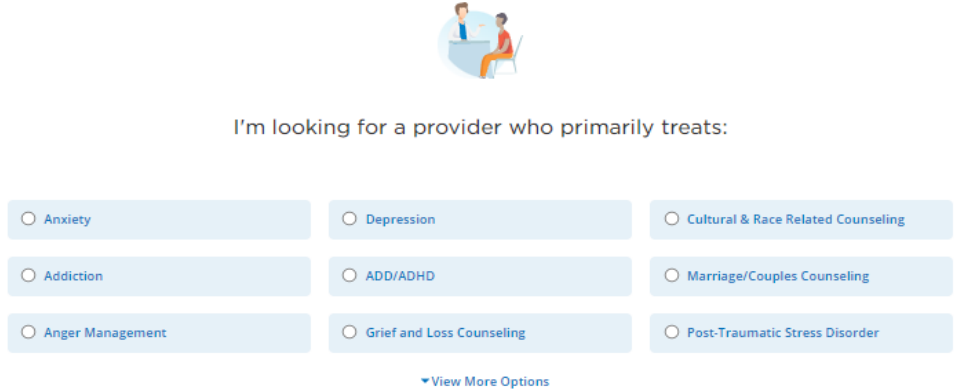 I'm looking for a provider who primarily treats:
Anxiety
Depression
Cultural & Race Related Counseling
Addiction
ADD/ADHD
Marriage/Couples Counseling
Anger Management
Grief and Loss Counseling
Post-Traumatic Stress Disorder
View More Options